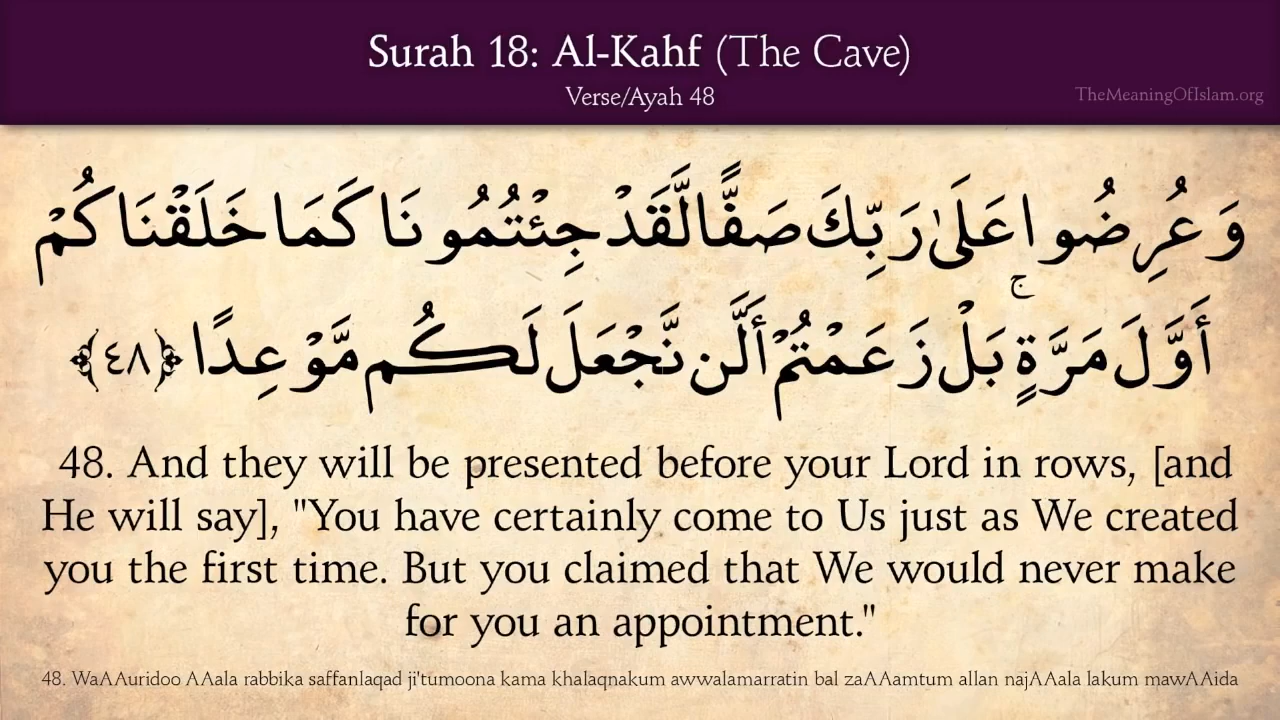 Surah 18: Al-Kahf (The Cave)
Verse/Ayah 48
TheMeaningOfIslam.org
وَعُرِضُوا عَلَىٰ رَبِّكَ صَفًّا لَّقَدْ جِئْتُمُونَا كَمَا خَلَقْنَاكُمْ
أَوَّلَ مَرَّةٍ ۚ بَلْ زَعَمْتُمْ أَلَّن نَّجْعَلَ لَكُم مَّوْعِدًا ﴿٤٨﴾
48. And they will be presented before your Lord in rows, [and
He will say], "You have certainly come to Us just as We created
you the first time. But you claimed that We would never make
for you an appointment."
48. WaAAuridoo AAala rabbika saffanlaqad ji'tumoona kama khalaqnakum awwalamarratin bal zaAAamtum allan najAAala lakum mawAAida